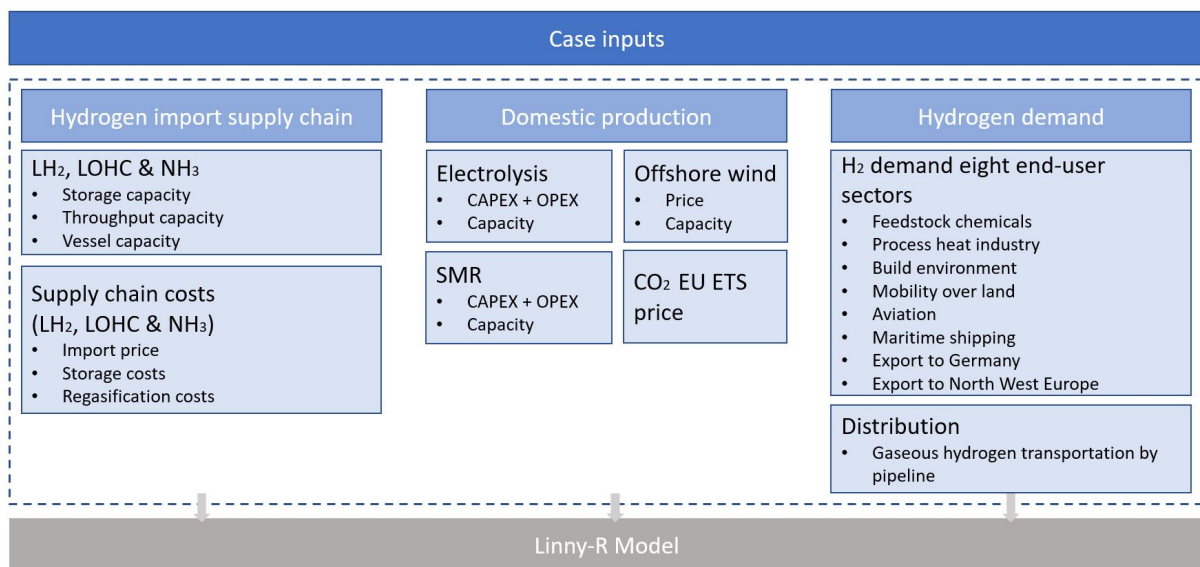 Case inputs
Hydrogen import supply chain
LH₂, LOHC & NH₃
• Storage capacity
• Throughput capacity
• Vessel capacity
Supply chain costs
(LH₂, LOHC & NH₃)
• Import price
• Storage costs
• Regasification costs
Domestic production
Electrolysis
• CAPEX + OPEX
• Capacity
Offshore wind
• Price
• Capacity
SMR
• CAPEX + OPEX
• Capacity
CO₂ EU ETS
price
Hydrogen demand
H₂ demand eight end-user
sectors
• Feedstock chemicals
• Process heat industry
• Build environment
• Mobility over land
• Aviation
• Maritime shipping
• Export to Germany
• Export to North West Europe
Distribution
• Gaseous hydrogen transportation by
pipeline
Linny-R Model